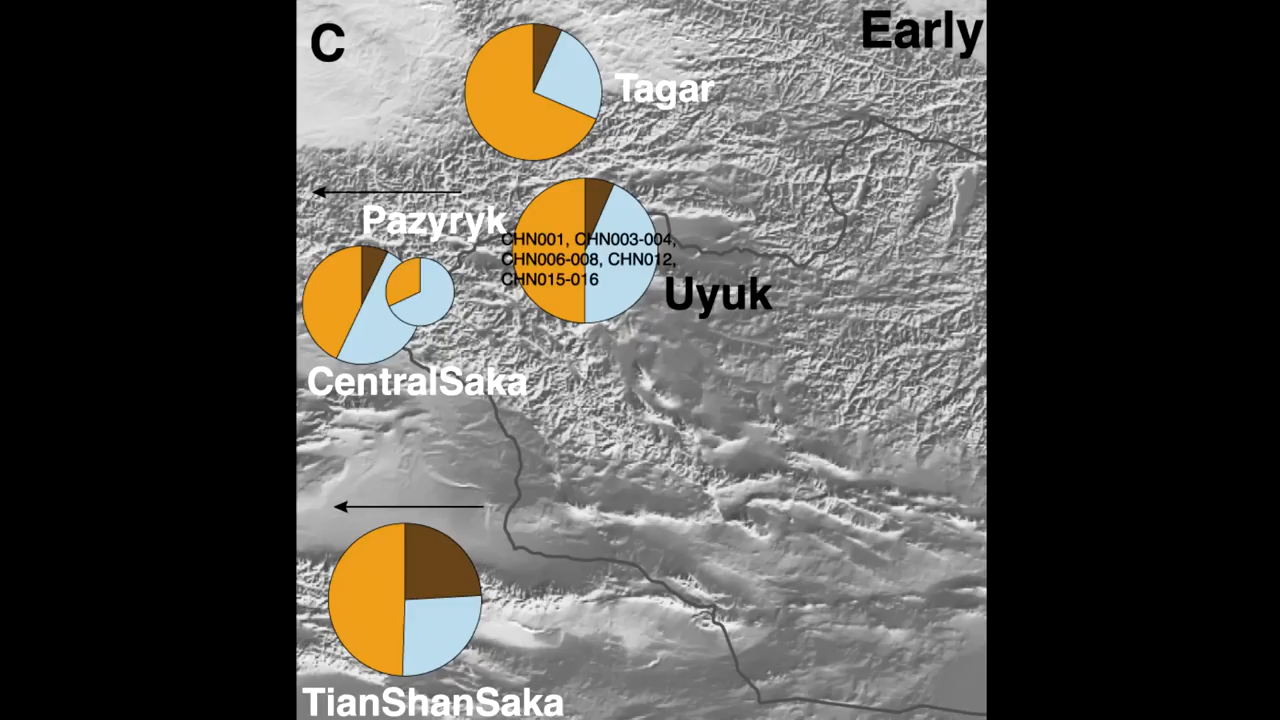 C
Early
Tagar
Pazyryk
CHN001, CHN003-004,
CHN006-008, CHN012,
CHN015-016
Uyuk
CentralSaka
TianShanSaka